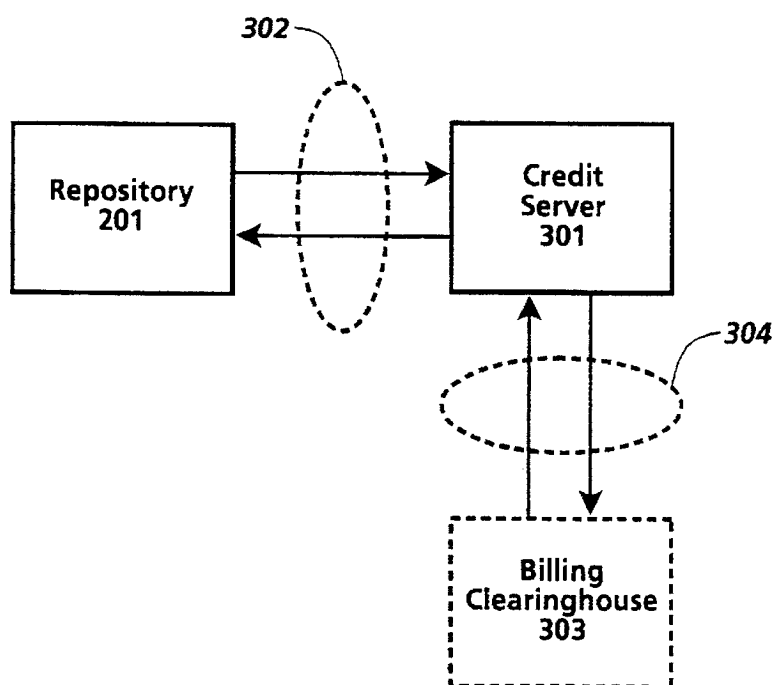 302
Repository
201
Credit
Server
301
304
Billing
Clearinghouse
303